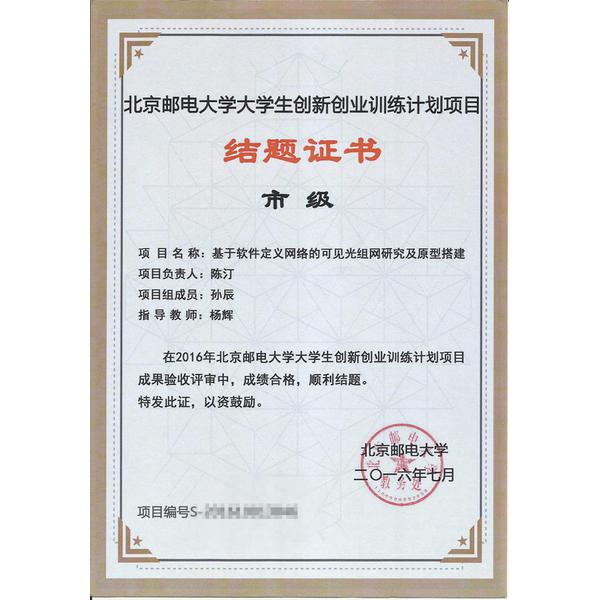 北京邮电大学大学生创新创业训练计划项目
结题证书
市 级
项 目 名 称：基于软件定义网络的可见光组网研究及原型搭建
项目负责人：陈汀
项目组成员：孙辰
指 导 教 师：杨辉
在2016年北京邮电大学大学生创新创业训练计划项目
成果验收评审中，成绩合格，顺利结题。
特发此证，以资鼓励。
北京邮电大学
二〇一六年七月
教务处
项目编号S-